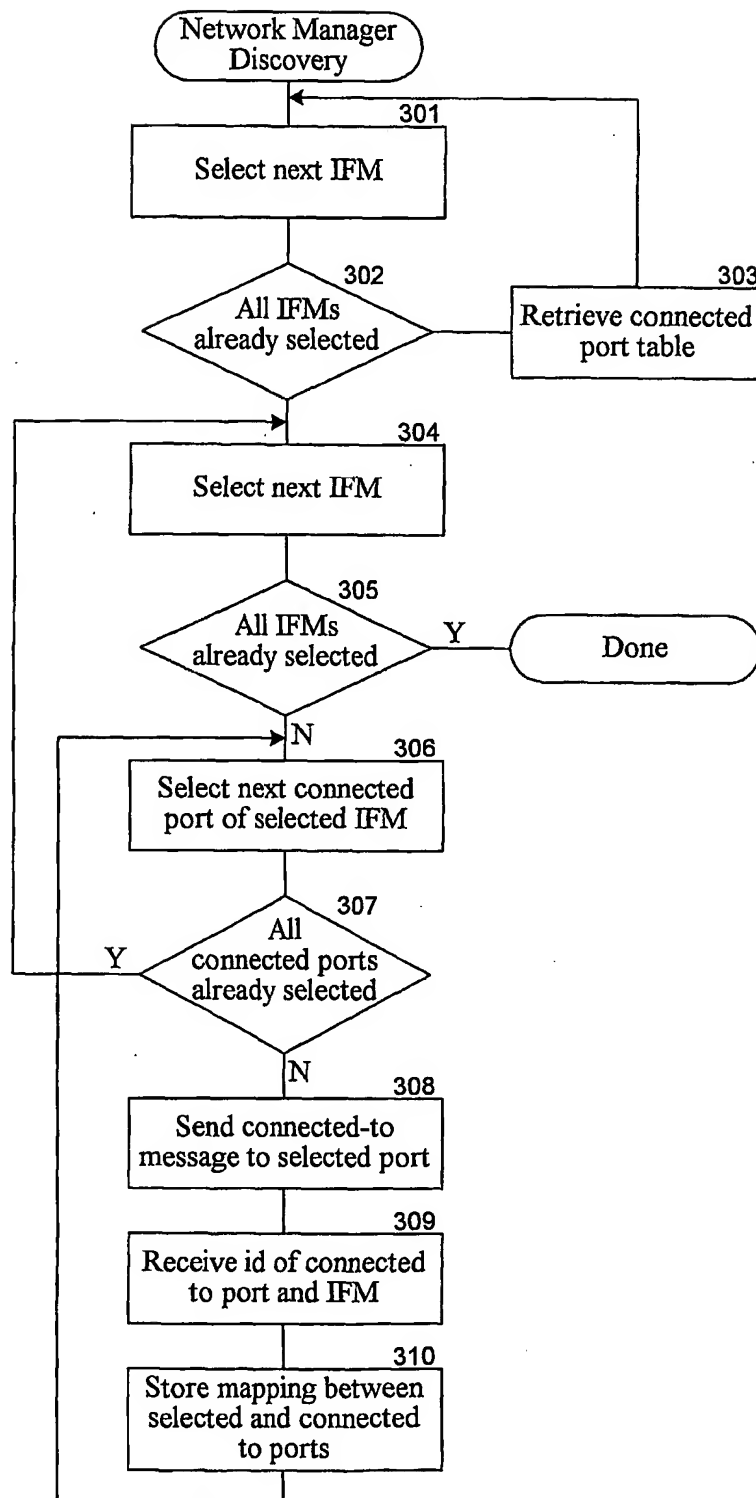 Network Manager
Discovery
301
Select next IFM
302
All IFMs
already selected
303
Retrieve connected
port table
304
Select next IFM
305
All IFMs
already selected
Y
Done
N
306
Select next connected
port of selected IFM
307
All
connected ports
already selected
Y
N
308
Send connected-to
message to selected port
309
Receive id of connected
to port and IFM
310
Store mapping between
selected and connected
to ports